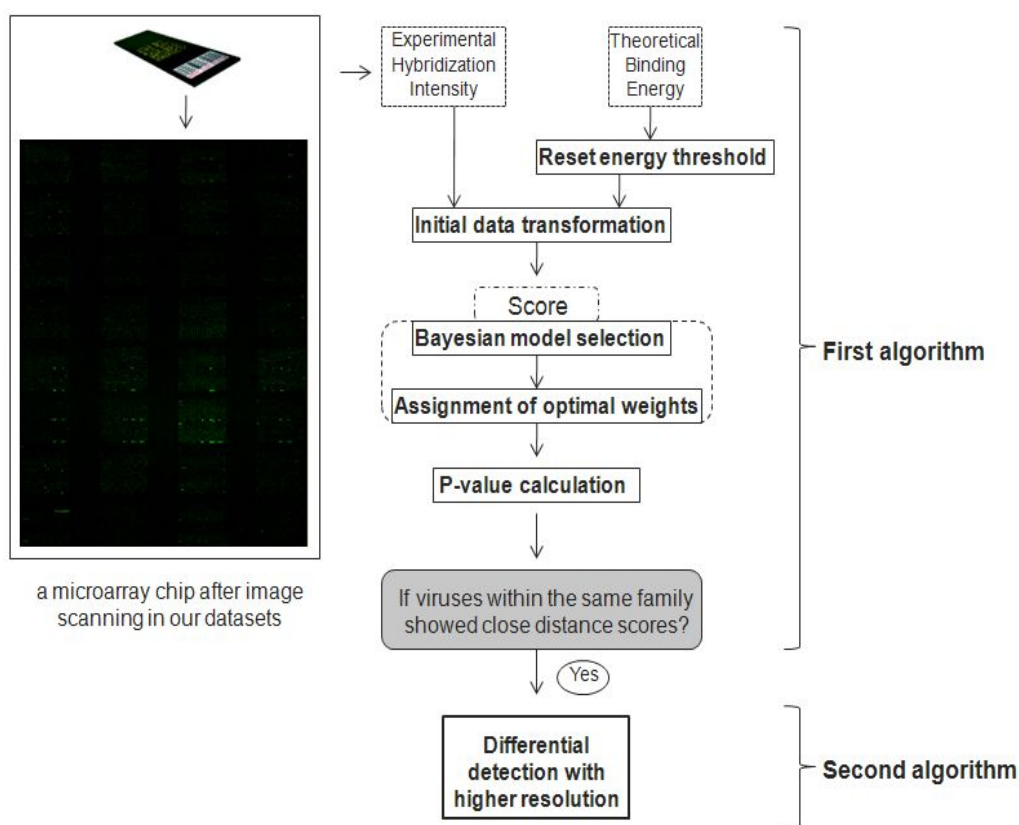 Experimental
Hybridization
Intensity
Theoretical
Binding
Energy
Reset energy threshold
Initial data transformation
Score
Bayesian model selection
Assignment of optimal weights
First algorithm
P-value calculation
a microarray chip after image
scanning in our datasets
If viruses within the same family
showed close distance scores?
Yes
Differential
detection with
higher resolution
Second algorithm